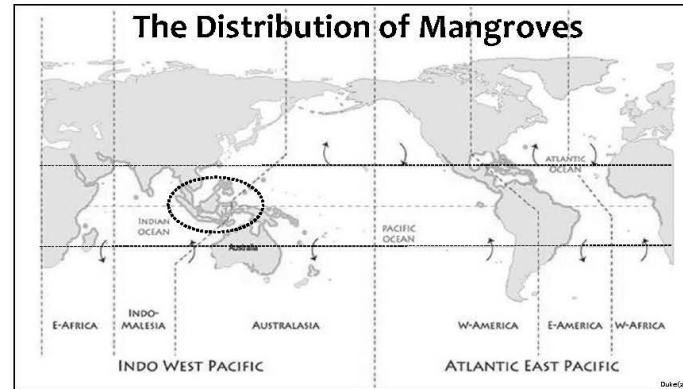 The Distribution of Mangroves
ATLANTIC
OCEAN
INDIAN
OCEAN
PACIFIC
OCEAN
Australia
E-AFRICA
INDO-
MALESIA
AUSTRALASIA
W-AMERICA
E-AMERICA
W-AFRICA
INDO WEST PACIFIC
ATLANTIC EAST PACIFIC